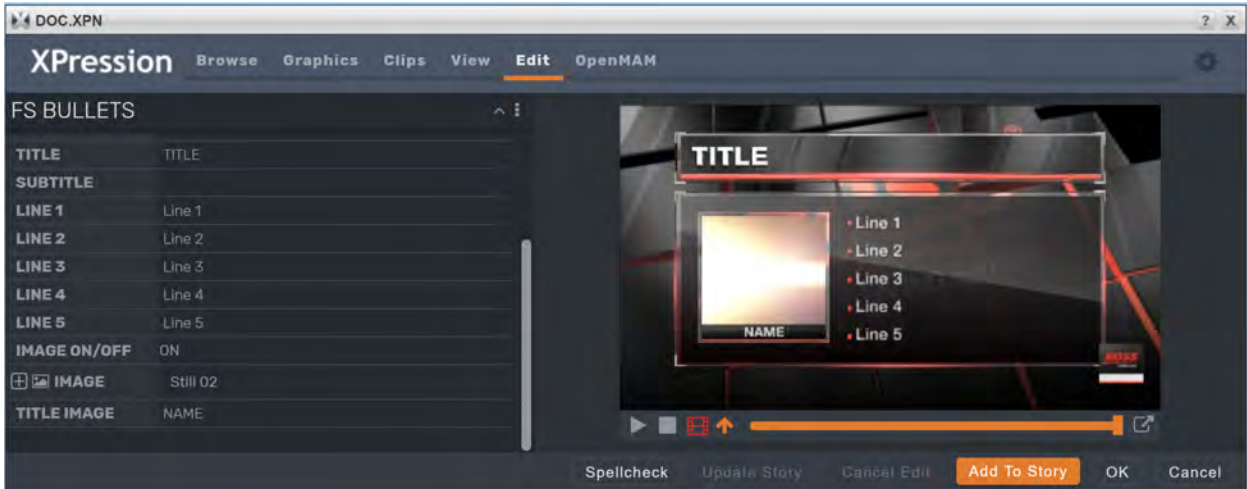 DOC.XPN ? X
XPression Browse Graphics Clips View Edit OpenMAM
FS BULLETS
TITLE TITLE
SUBTITLE
LINE 1 Line 1
LINE 2 Line 2
LINE 3 Line 3
LINE 4 Line 4
LINE 5 Line 5
IMAGE ON/OFF ON
IMAGE Still 02
TITLE IMAGE NAME
TITLE
Line 1
Line 2
Line 3
Line 4
Line 5
NAME
Spellcheck Update Story Cancel Edit Add To Story OK Cancel